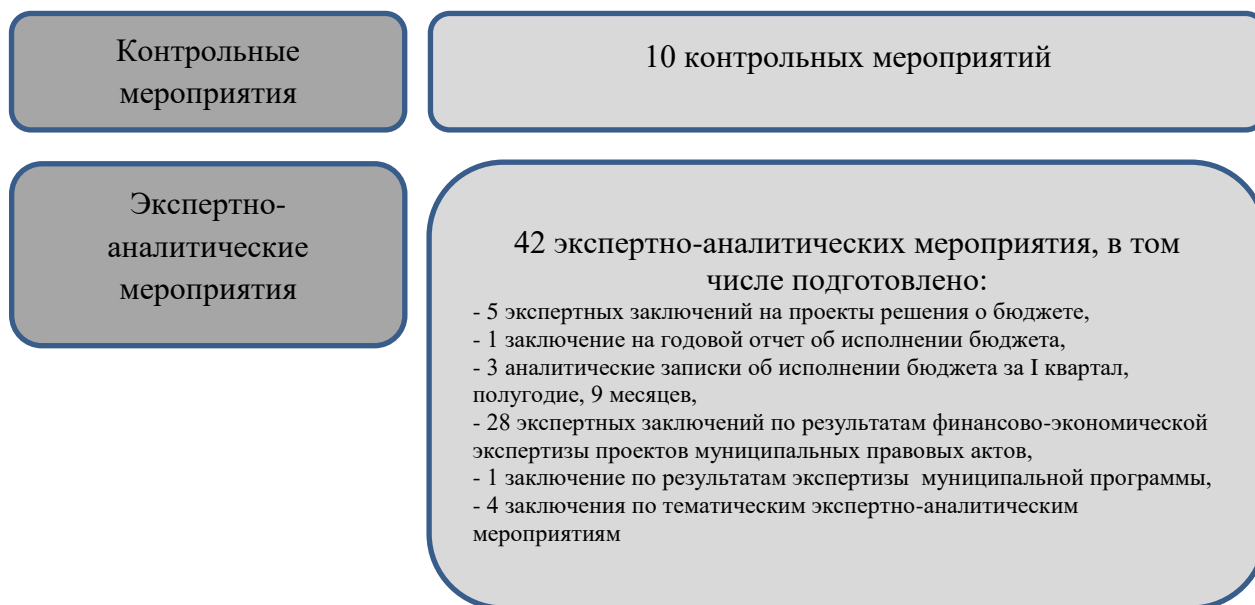 Контрольные
мероприятия
10 контрольных мероприятий
Экспертно-
аналитические
мероприятия
42 экспертно-аналитических мероприятия, в том
числе подготовлено:
- 5 экспертных заключений на проекты решения о бюджете,
- 1 заключение на годовой отчет об исполнении бюджета,
- 3 аналитические записки об исполнении бюджета за I квартал,
полугодие, 9 месяцев,
- 28 экспертных заключений по результатам финансово-экономической
экспертизы проектов муниципальных правовых актов,
- 1 заключение по результатам экспертизы  муниципальной программы,
- 4 заключения по тематическим экспертно-аналитическим
мероприятиям